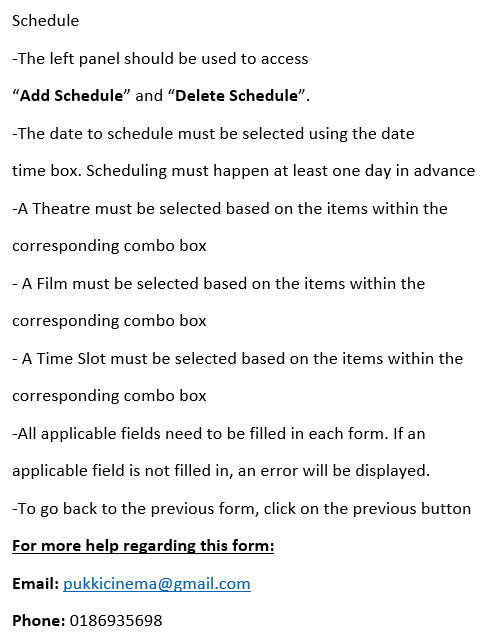 Schedule
-The left panel should be used to access
“Add Schedule” and “Delete Schedule”.
-The date to schedule must be selected using the date
time box. Scheduling must happen at least one day in advance
-A Theatre must be selected based on the items within the
corresponding combo box
- A Film must be selected based on the items within the
corresponding combo box
- A Time Slot must be selected based on the items within the
corresponding combo box
-All applicable fields need to be filled in each form. If an
applicable field is not filled in, an error will be displayed.
-To go back to the previous form, click on the previous button
For more help regarding this form:
Email: pukkicinema@gmail.com
Phone: 0186935698